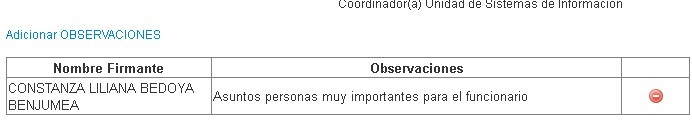 Coordinador(a) Unidad de Sistemas de Información
Adicionar OBSERVACIONES
Nombre Firmante Observaciones
CONSTANZA LILIANA BEDOYA
BENJUMEA
Asuntos personas muy importantes para el funcionario